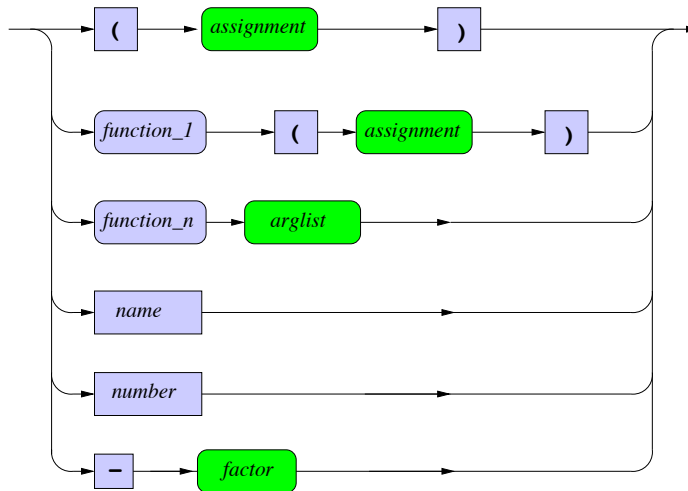 ( assignment )
function_1 ( assignment )
function_n arglist
name
number
− factor